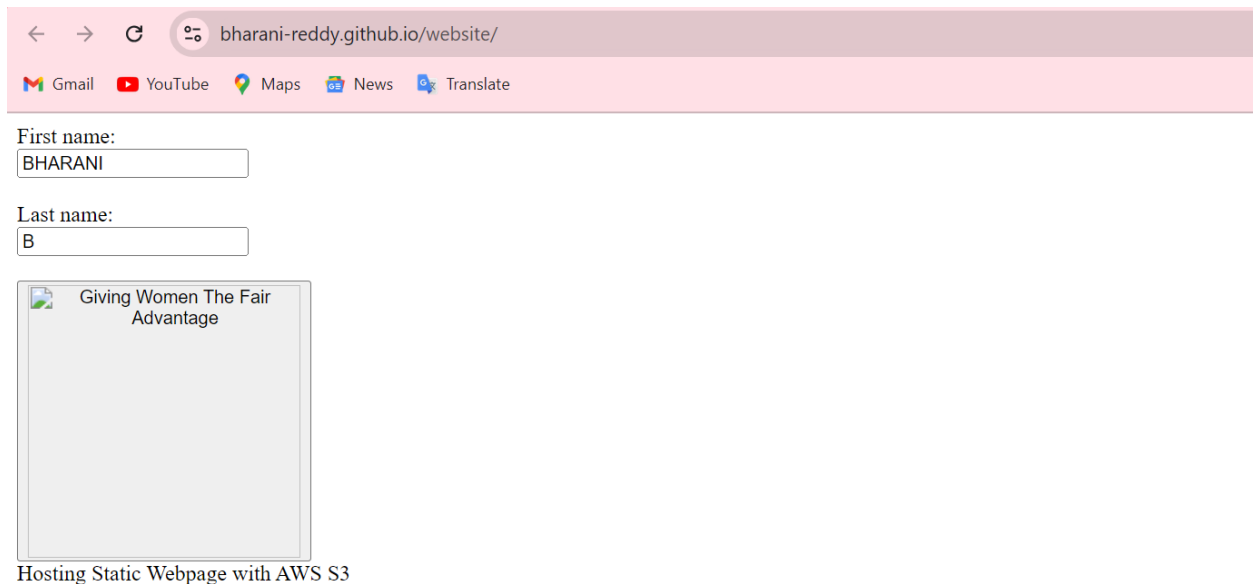 bharani-reddy.github.io/website/
Gmail YouTube Maps News Translate
First name:
BHARANI
Last name:
B
Giving Women The Fair
Advantage
Hosting Static Webpage with AWS S3